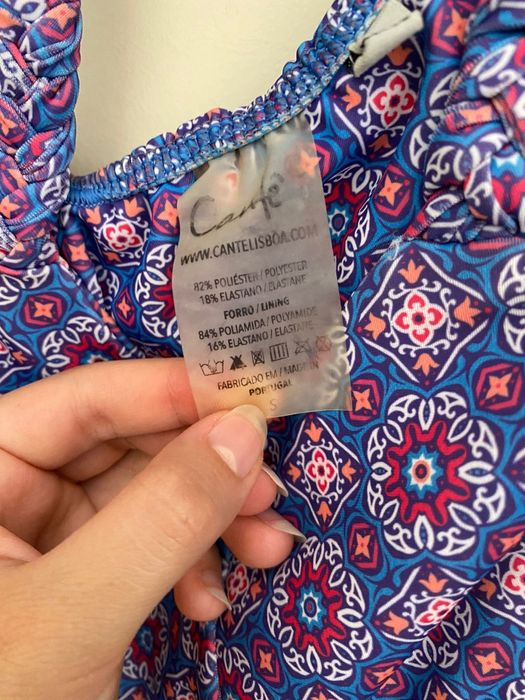 Cantê
WWW.CANTELISBOA.COM
82% POLIÉSTER / POLYESTER
18% ELASTANO / ELASTANE
FORRO / LINING
84% POLIAMIDA / POLYAMIDE
16% ELASTANO / ELASTANE
FABRICADO EM / MADE IN
PORTUGAL
S